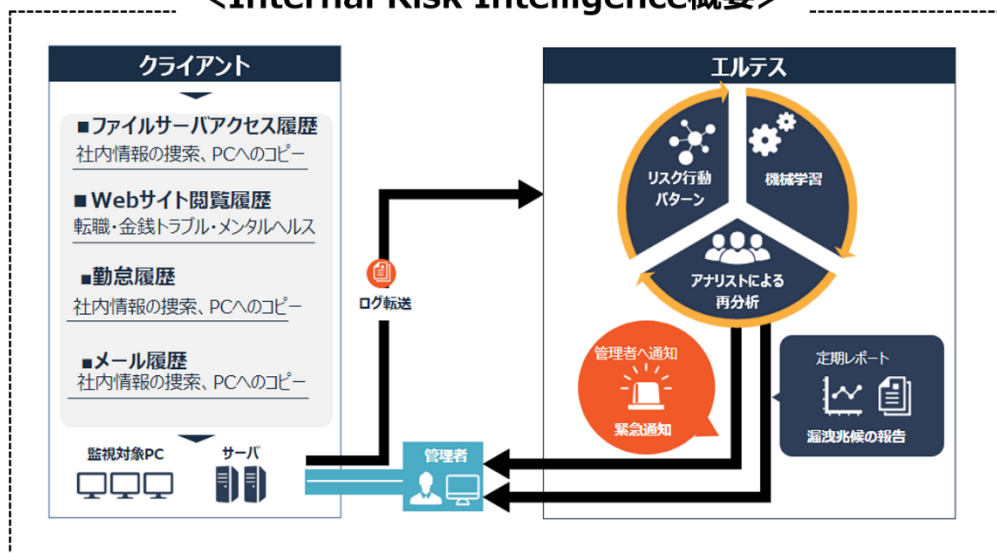 <Internal Risk Intelligence概要>
クライアント
■ファイルサーバアクセス履歴
社内情報の捜索、PCへのコピー
■Webサイト閲覧履歴
転職・金銭トラブル・メンタルヘルス
■勤怠履歴
社内情報の捜索、PCへのコピー
■メール履歴
社内情報の捜索、PCへのコピー
監視対象PC
サーバ
ログ転送
管理者
エルテス
リスク行動
パターン
機械学習
アナリストによる
再分析
管理者へ通知
緊急通知
定期レポート
漏洩兆候の報告